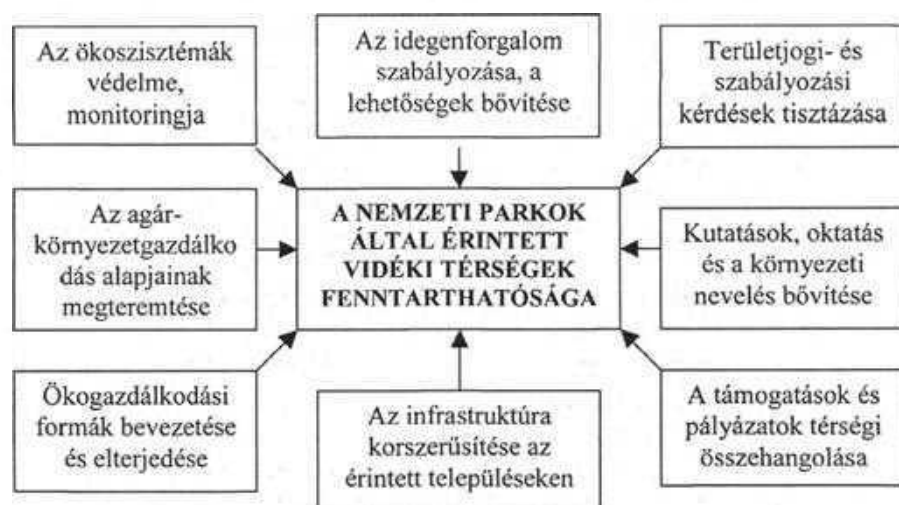 Az ökoszisztémák
védelme,
monitoringja
Az idegenforgalom
szabályozása, a
lehetőségek bővítése
Területjogi- és
szabályozási
kérdések tisztázása
Az agár-
környezetgazdálko
dás alapjainak
megteremtése
A NEMZETI PARKOK
ÁLTAL ÉRINTETT
VIDÉKI TÉRSÉGEK
FENNTARTHATÓSÁGA
Kutatások, oktatás
és a környezeti
nevelés bővítése
Ökogazdálkodási
formák bevezetése
és elterjedése
Az infrastruktúra
korszerűsítése az
érintett településeken
A támogatások és
pályázatok térségi
összehangolása